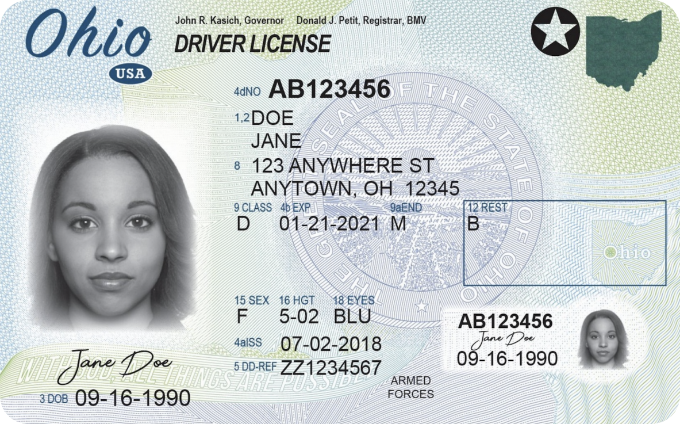 Ohio
USA
John R. Kasich, Governor Donald J. Petit, Registrar, BMV
DRIVER LICENSE
4dNO AB123456
1,2 DOE
JANE
8 123 ANYWHERE ST
ANYTOWN, OH 12345
9 CLASS 4b EXP 9aEND 12 REST
D 01-21-2021 M B
Ohio
15 SEX 16 HGT 18 EYES
F 5-02 BLU
4aISS 07-02-2018
5 DD-REF ZZ1234567
ARMED
FORCES
AB123456
Jane Doe
09-16-1990
Jane Doe
WITH GOD, ALL THINGS ARE POSSIBLE
3 DOB 09-16-1990
THE GREAT SEAL OF THE STATE OF OHIO